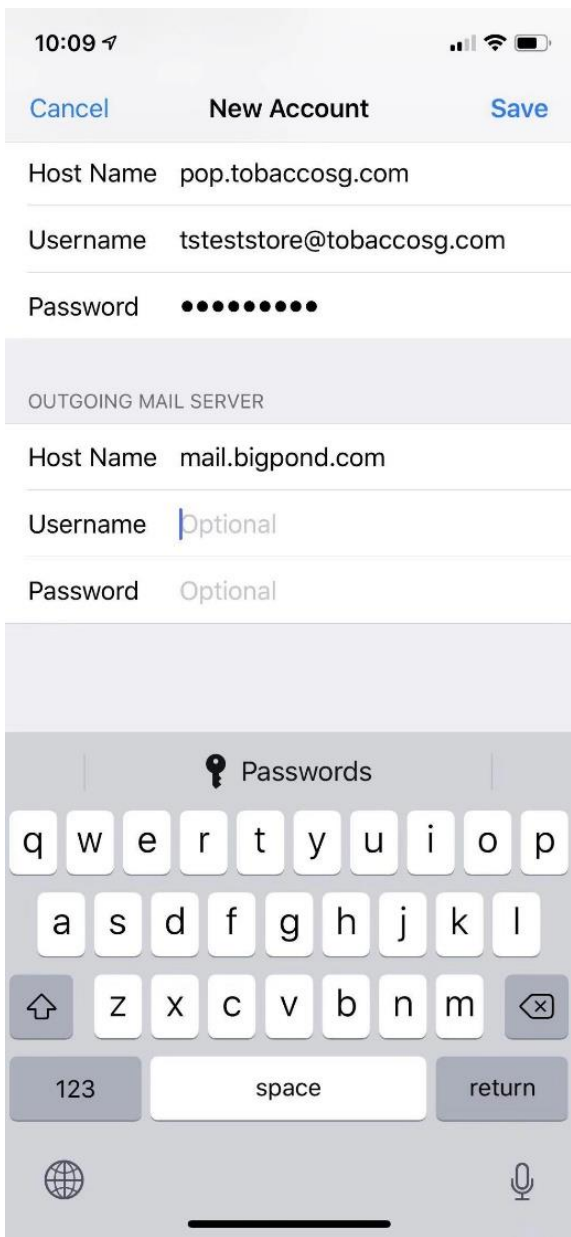 10:09
Cancel New Account Save
Host Name pop.tobaccosg.com
Username tsteststore@tobaccosg.com
Password •••••••••
OUTGOING MAIL SERVER
Host Name mail.bigpond.com
Username Optional
Password Optional
Passwords
q w e r t y u i o p
a s d f g h j k l
z x c v b n m
123 space return